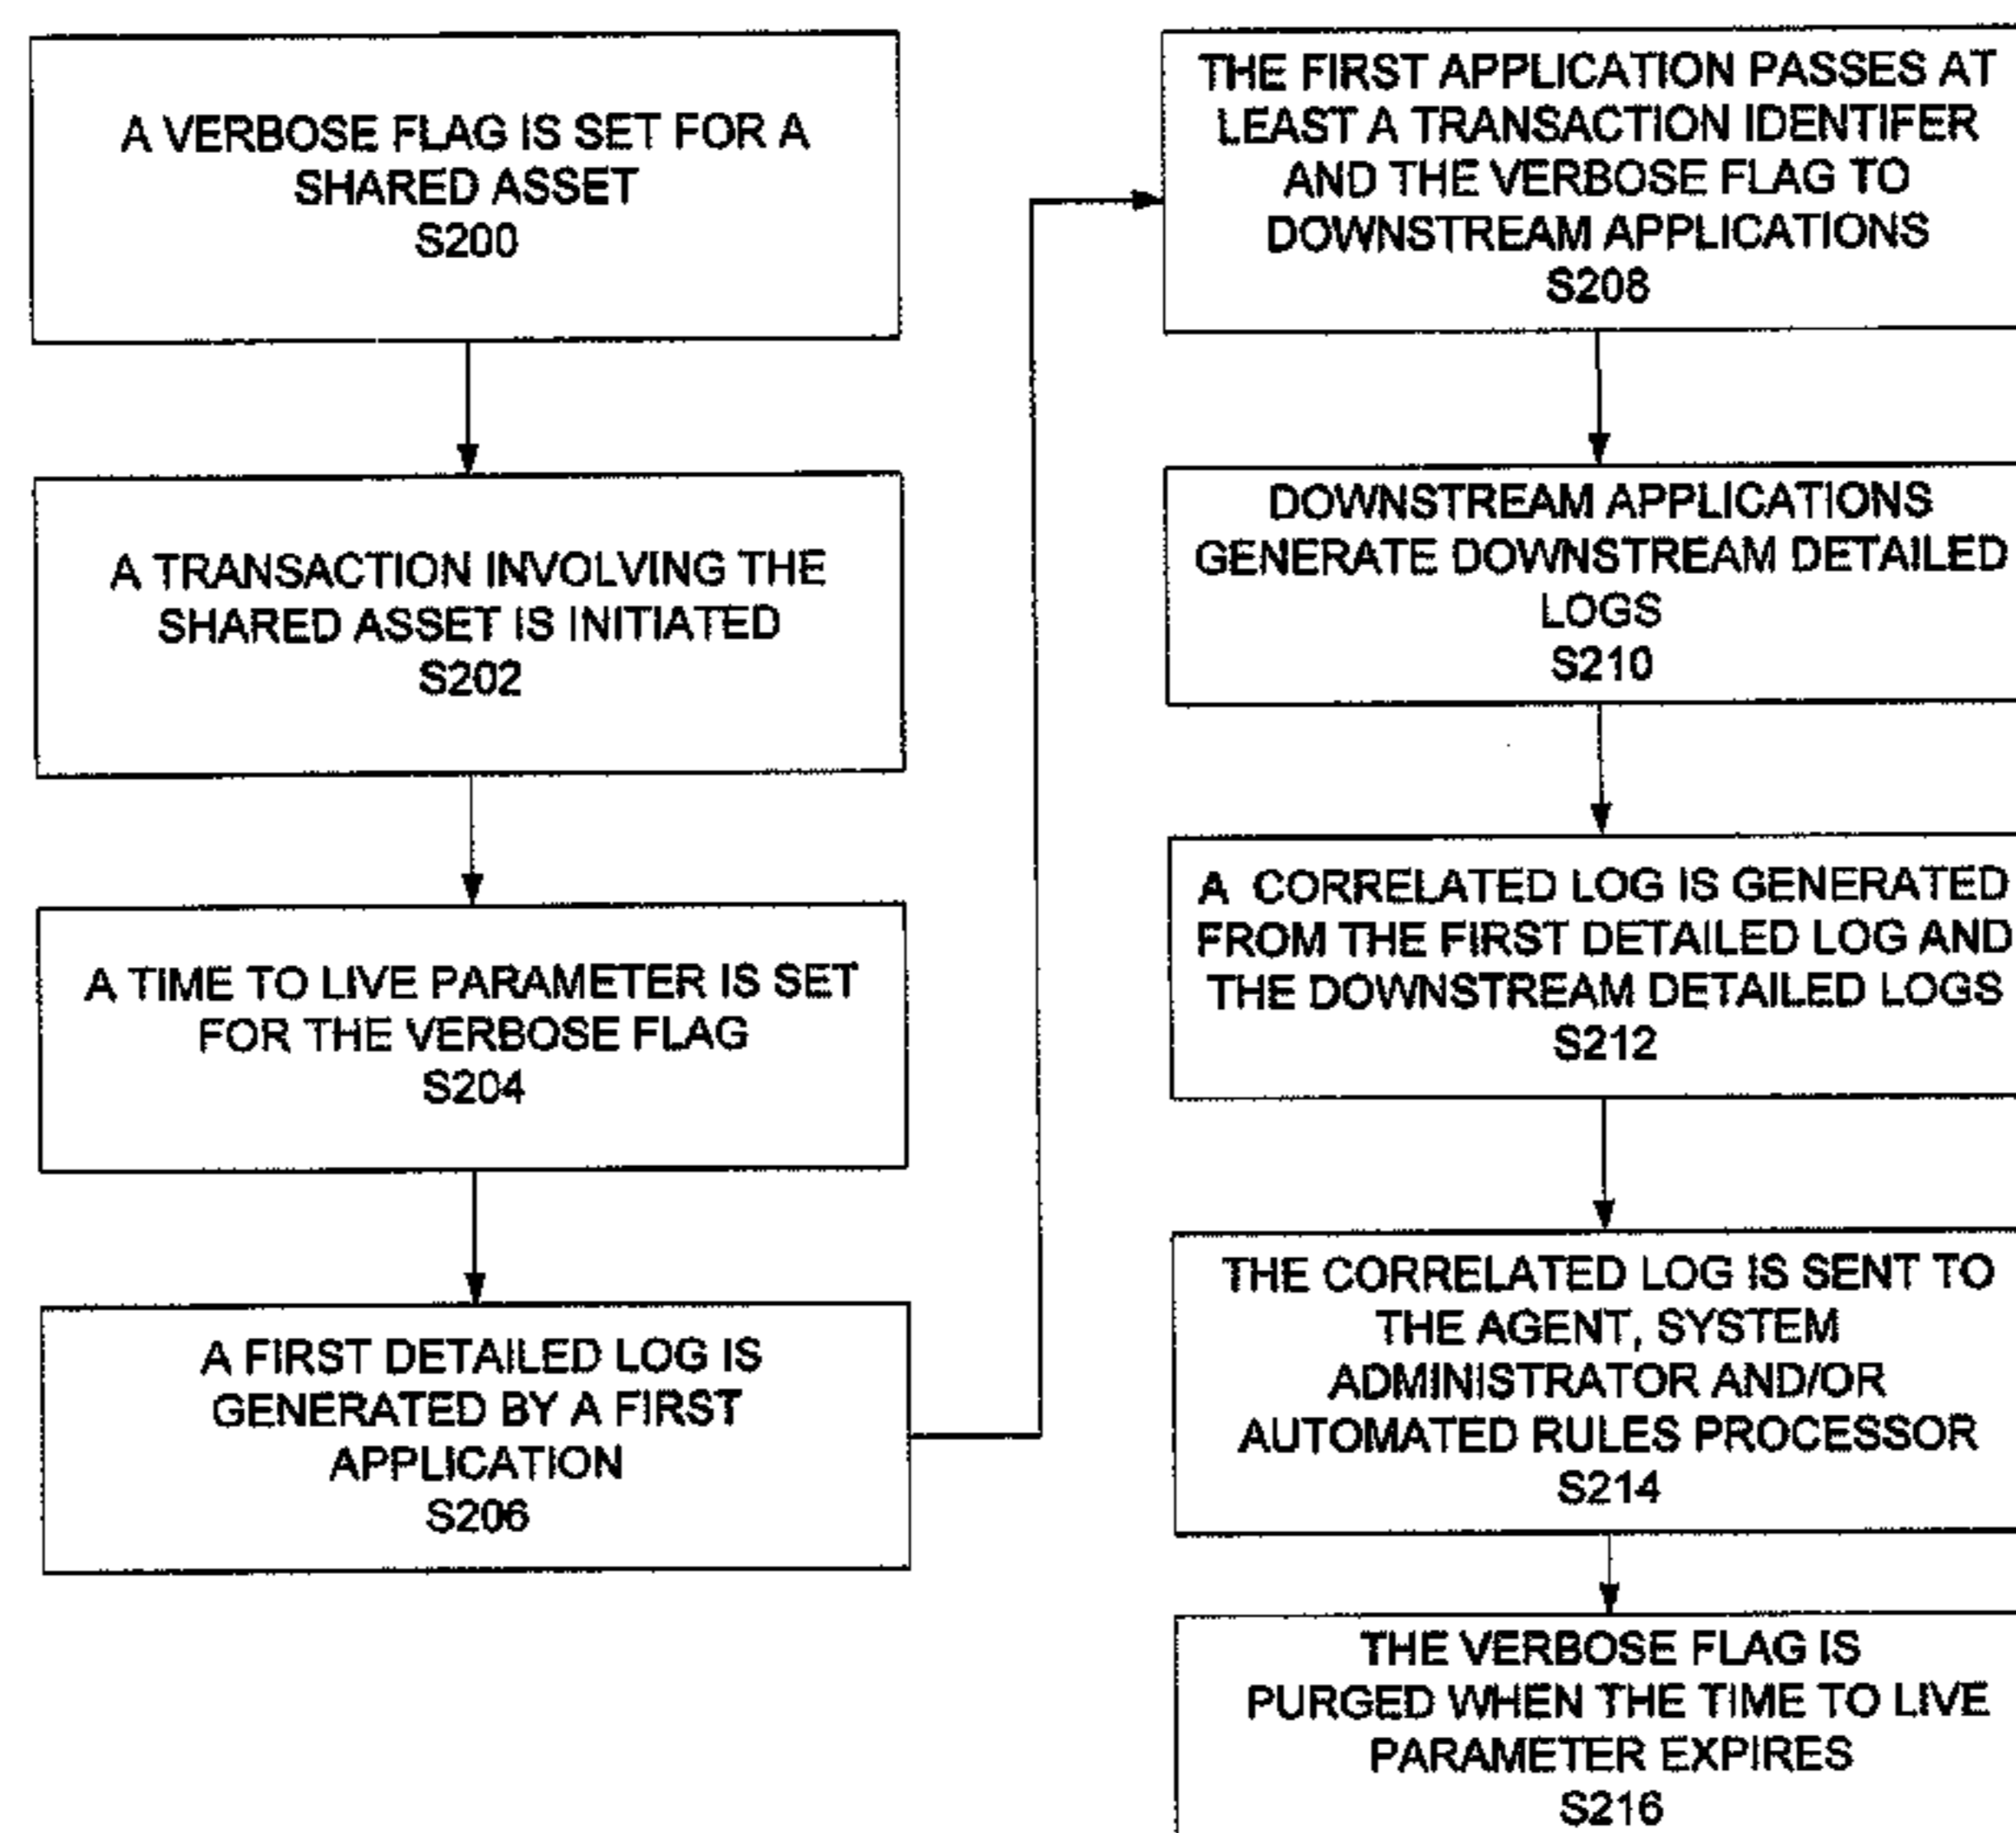 A VERBOSE FLAG IS SET FOR A
SHARED ASSET
S200
A TRANSACTION INVOLVING THE
SHARED ASSET IS INITIATED
S202
A TIME TO LIVE PARAMETER IS SET
FOR THE VERBOSE FLAG
S204
A FIRST DETAILED LOG IS
GENERATED BY A FIRST
APPLICATION
S206
THE FIRST APPLICATION PASSES AT
LEAST A TRANSACTION IDENTIFER
AND THE VERBOSE FLAG TO
DOWNSTREAM APPLICATIONS
S208
DOWNSTREAM APPLICATIONS
GENERATE DOWNSTREAM DETAILED
LOGS
S210
A CORRELATED LOG IS GENERATED
FROM THE FIRST DETAILED LOG AND
THE DOWNSTREAM DETAILED LOGS
S212
THE CORRELATED LOG IS SENT TO
THE AGENT, SYSTEM
ADMINISTRATOR AND/OR
AUTOMATED RULES PROCESSOR
S214
THE VERBOSE FLAG IS
PURGED WHEN THE TIME TO LIVE
PARAMETER EXPIRES
S216